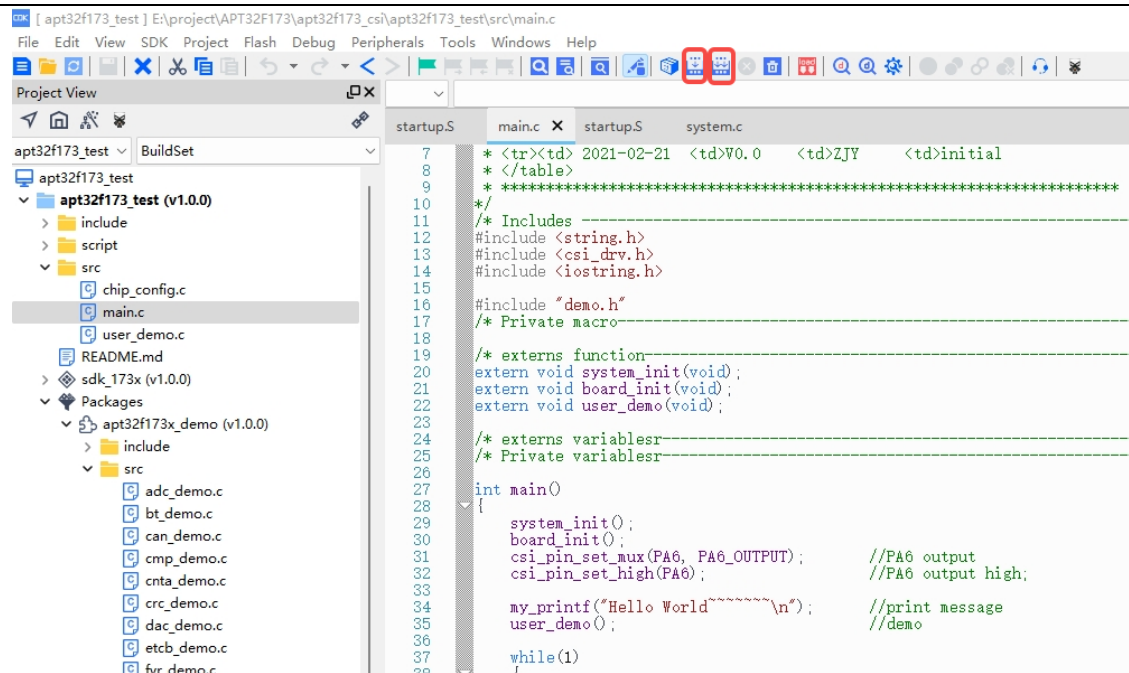 CDK [ apt32f173_test ] E:\project\APT32F173\apt32f173_csi\apt32f173_test\src\main.c
File Edit View SDK Project Flash Debug Peripherals Tools Windows Help
load
Project View
startup.S main.c startup.S system.c
apt32f173_test BuildSet
apt32f173_test
apt32f173_test (v1.0.0)
include
script
src
chip_config.c
main.c
user_demo.c
README.md
sdk_173x (v1.0.0)
Packages
apt32f173x_demo (v1.0.0)
include
src
adc_demo.c
bt_demo.c
can_demo.c
cmp_demo.c
cnta_demo.c
crc_demo.c
dac_demo.c
etcb_demo.c
fvr_demo.c
7 * <tr><td> 2021-02-21 <td>V0.0 <td>ZJY <td>initial
8 * </table>
9 * *********************************************************************
10 */
11 /* Includes ---------------------------------------------------------------
12 #include <string.h>
13 #include <csi_drv.h>
14 #include <iostring.h>
15
16 #include "demo.h"
17 /* Private macro-----------------------------------------------------------
18
19 /* externs function--------------------------------------------------------
20 extern void system_init(void);
21 extern void board_init(void);
22 extern void user_demo(void);
23
24 /* externs variablesr------------------------------------------------------
25 /* Private variablesr------------------------------------------------------
26
27 int main()
28 {
29 system_init();
30 board_init();
31 csi_pin_set_mux(PA6, PA6_OUTPUT); //PA6 output
32 csi_pin_set_high(PA6); //PA6 output high;
33
34 my_printf("Hello World~~~~~~~\n"); //print message
35 user_demo(); //demo
36
37 while(1)
38 {